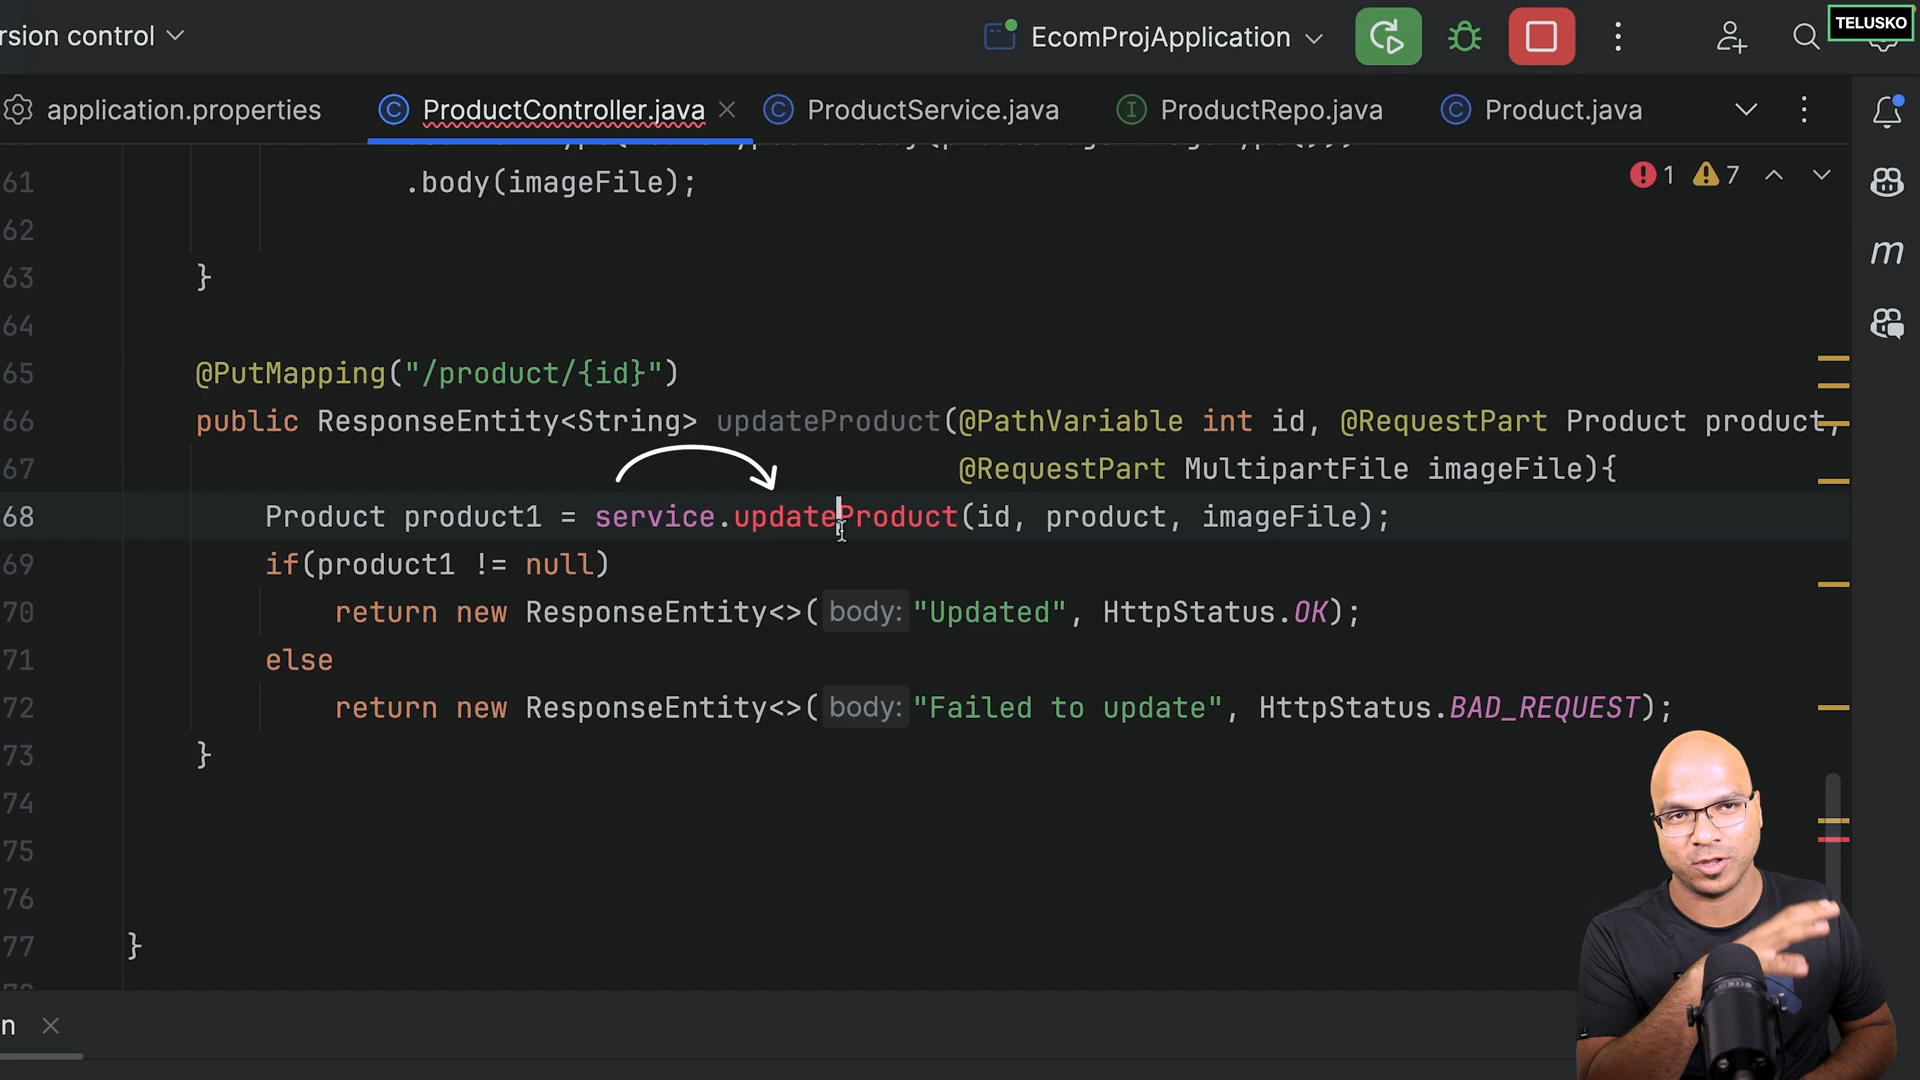 TELUSKO
rsion control
EcomProjApplication
application.properties
ProductController.java
ProductService.java
ProductRepo.java
Product.java
1 7
61 .body(imageFile);
62
63 }
64
65 @PutMapping("/product/{id}")
66 public ResponseEntity<String> updateProduct(@PathVariable int id, @RequestPart Product product,
67 @RequestPart MultipartFile imageFile){
68 Product product1 = service.updateProduct(id, product, imageFile);
69 if(product1 != null)
70 return new ResponseEntity<>( body: "Updated", HttpStatus.OK);
71 else
72 return new ResponseEntity<>( body: "Failed to update", HttpStatus.BAD_REQUEST);
73 }
74
75
76
77 }
n
m